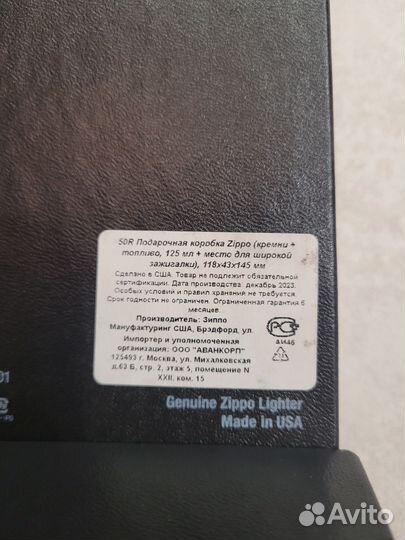 50R Подарочная коробка Zippo (кремни +
топливо, 125 мл + место для широкой
зажигалки), 118х43х145 мм
Сделано в США. Товар не подлежит обязательной
сертификации. Дата производства декабрь 2023.
Особых условий и правил хранения не требуется.
Срок годности не ограничен. Ограниченная гарантия 6
месяцев.
Производитель: Зиппо
Мануфактуринг США, Брэдфорд, ул.
Импортер и уполномоченная
организация: ООО "АВАНКОРП"
125493 г. Москва, ул. Михалковская
д.63 Б, стр. 2, этаж 5, помещение N
XXII, ком. 15
РС
01
Genuine Zippo Lighter
Made in USA
Avito